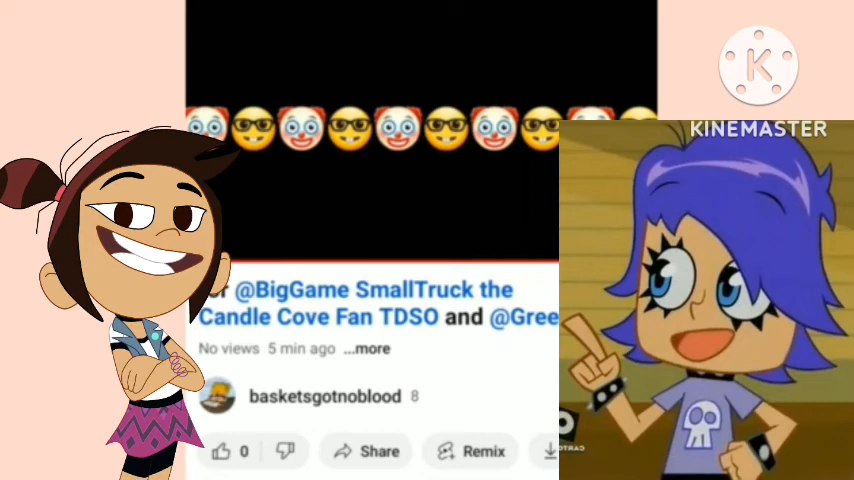 K
KINEMASTER
or @BigGame SmallTruck the
Candle Cove Fan TDSO and @Gree
No views 5 min ago ...more
basketsgotnoblood 8
0 Share Remix